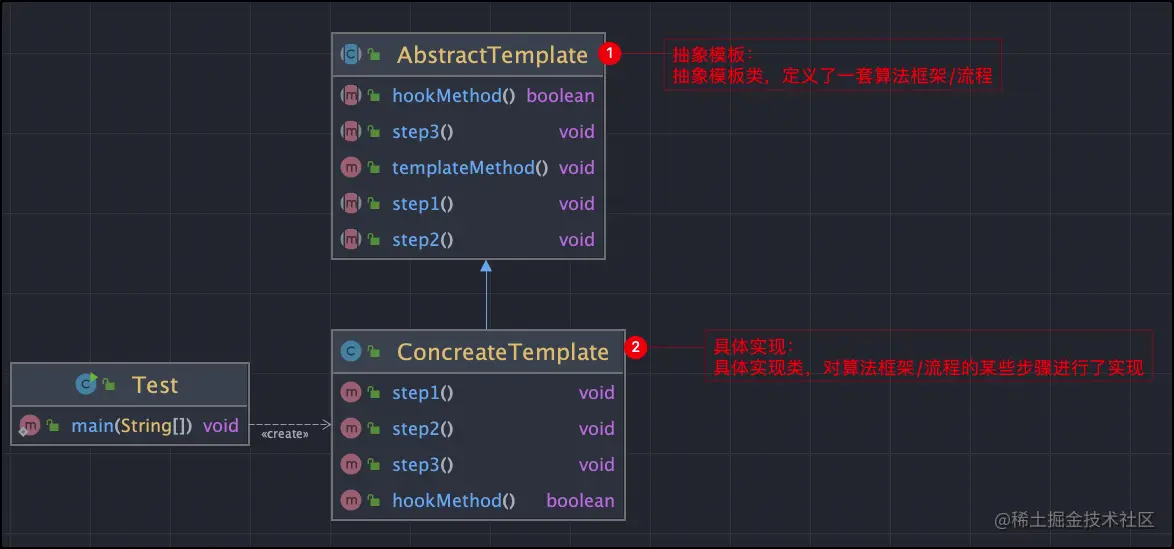 AbstractTemplate
1
抽象模板：
抽象模板类，定义了一套算法框架/流程
hookMethod() boolean
step3() void
templateMethod() void
step1() void
step2() void
ConcreateTemplate
2
具体实现：
具体实现类，对算法框架/流程的某些步骤进行了实现
step1() void
step2() void
step3() void
hookMethod() boolean
Test
main(String[]) void
«create»
@稀土掘金技术社区